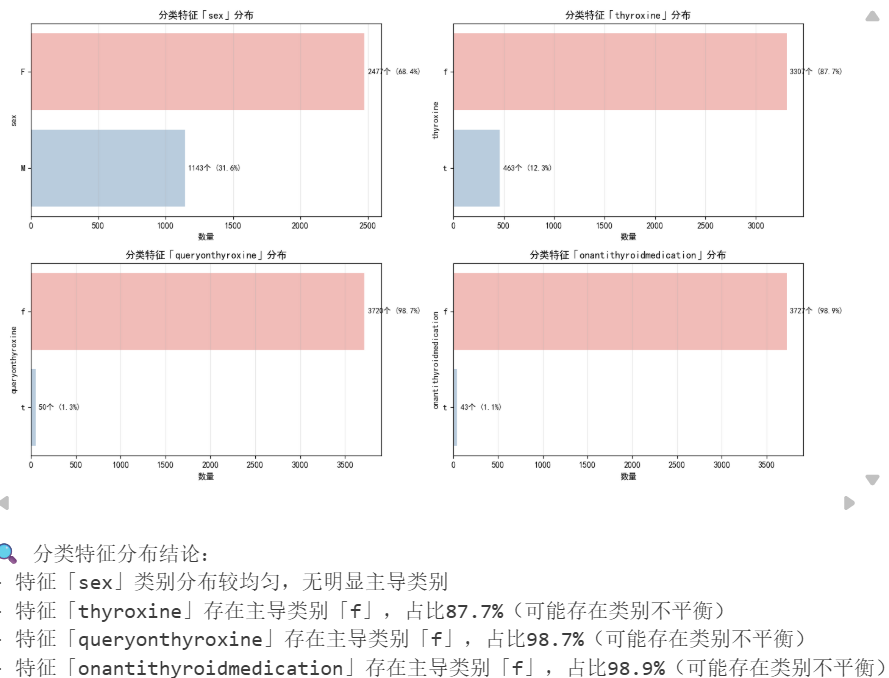 分类特征「sex」分布
F
2477个 (68.4%)
sex
M
1143个 (31.6%)
0 500 1000 1500 2000 2500
数量
分类特征「thyroxine」分布
f
3307个 (87.7%)
thyroxine
t
463个 (12.3%)
0 500 1000 1500 2000 2500 3000
数量
分类特征「queryonthyroxine」分布
f
3720个 (98.7%)
queryonthyroxine
t
50个 (1.3%)
0 500 1000 1500 2000 2500 3000 3500
数量
分类特征「onantithyroidmedication」分布
f
3727个 (98.9%)
onantithyroidmedication
t
43个 (1.1%)
0 500 1000 1500 2000 2500 3000 3500
数量
分类特征分布结论:
- 特征「sex」类别分布较均匀，无明显主导类别
- 特征「thyroxine」存在主导类别「f」，占比87.7%（可能存在类别不平衡）
- 特征「queryonthyroxine」存在主导类别「f」，占比98.7%（可能存在类别不平衡）
- 特征「onantithyroidmedication」存在主导类别「f」，占比98.9%（可能存在类别不平衡）